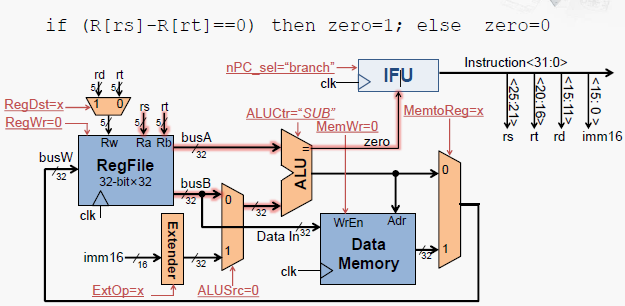 if (R[rs]-R[rt]==0) then zero=1; else zero=0
nPC_sel=“branch”
IFU
clk
Instruction<31:0>
<25:21>
<20:16>
<15:11>
<15: 0 >
rs rt rd imm16
rd rt
5 5
RegDst=x
1 0
rs rt
5 5
RegWr=0
Rw Ra Rb
RegFile
32-bit×32
clk
busW
32
busA
32
busB
32
ALUCtr=“SUB”
MemWr=0
MemtoReg=x
=
zero
ALU
0
1
32
Data In
32
WrEn Adr
Data
Memory
clk
32
0
1
imm16
16
Extender
32
ExtOp=x
ALUSrc=0